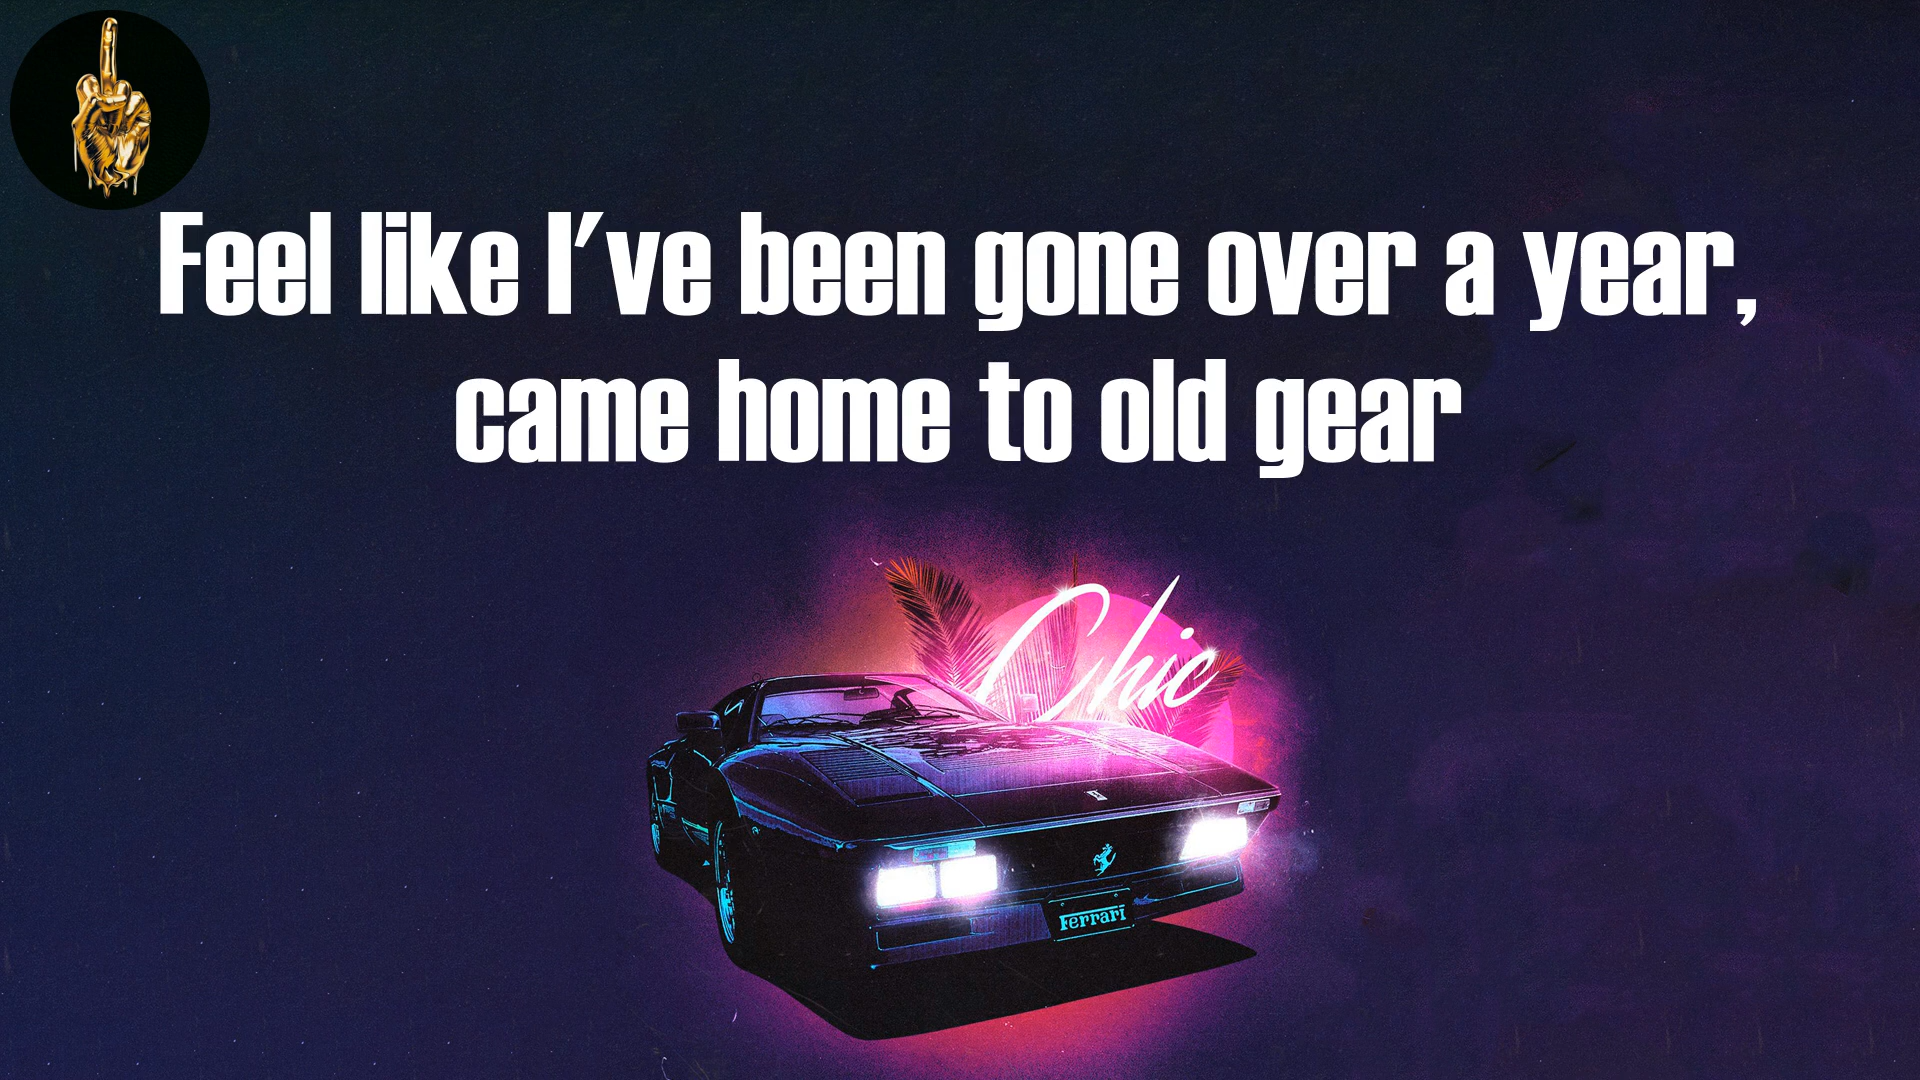 Feel like I've been gone over a year,
came home to old gear
Chic
Ferrari